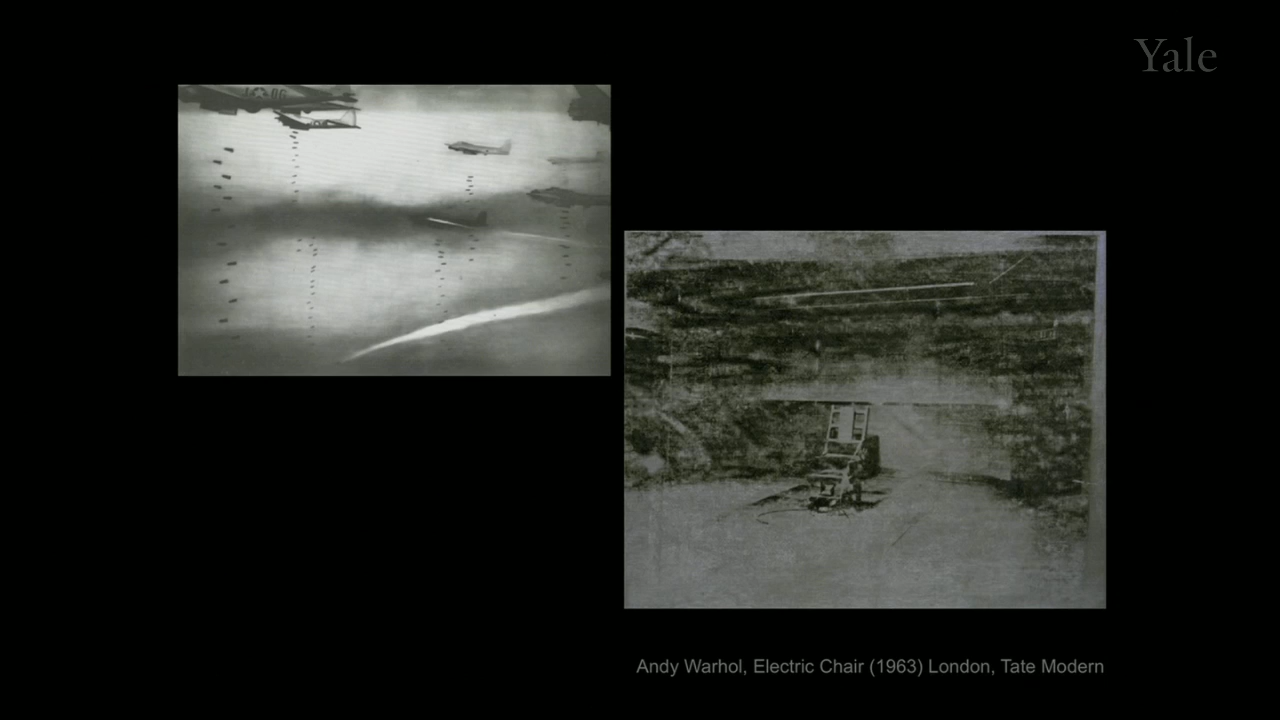 Yale
Andy Warhol, Electric Chair (1963) London, Tate Modern